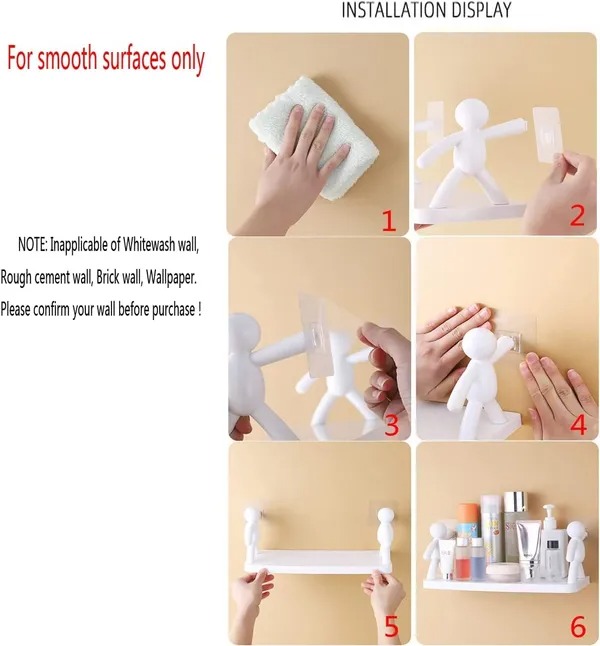 INSTALLATION DISPLAY
For smooth surfaces only
NOTE: Inapplicable of Whitewash wall,
Rough cement wall, Brick wall, Wallpaper.
Please confirm your wall before purchase !
1
2
3
4
5
6